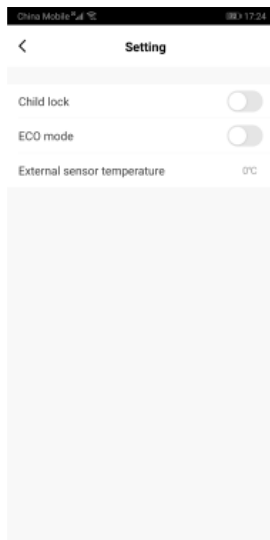 China Mobile 17:24
Setting
Child lock
ECO mode
External sensor temperature 0℃